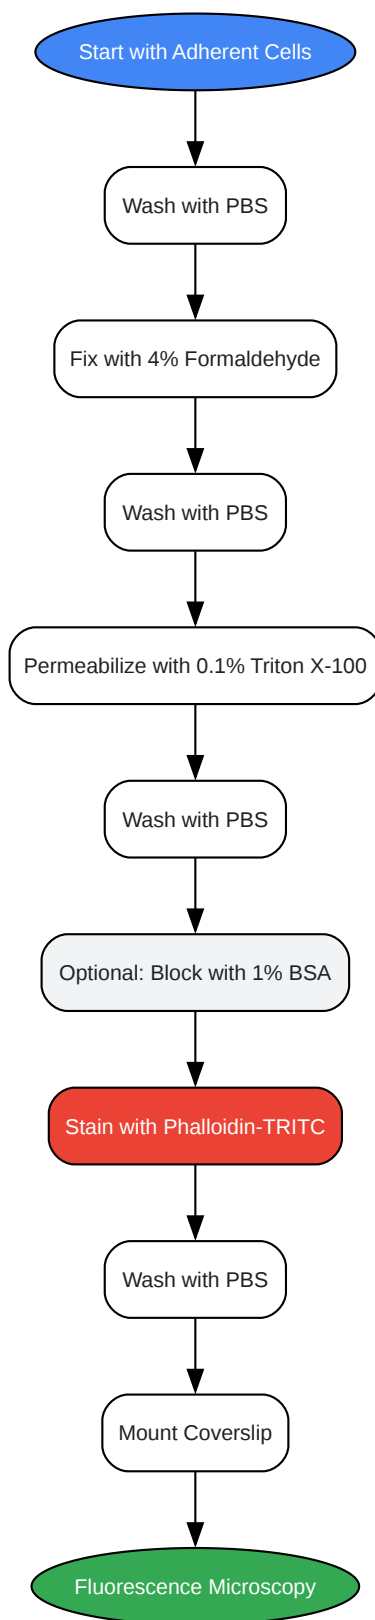 Start with Adherent Cells
Wash with PBS
Fix with 4% Formaldehyde
Wash with PBS
Permeabilize with 0.1% Triton X-100
Wash with PBS
Optional: Block with 1% BSA
Stain with Phalloidin-TRITC
Wash with PBS
Mount Coverslip
Fluorescence Microscopy